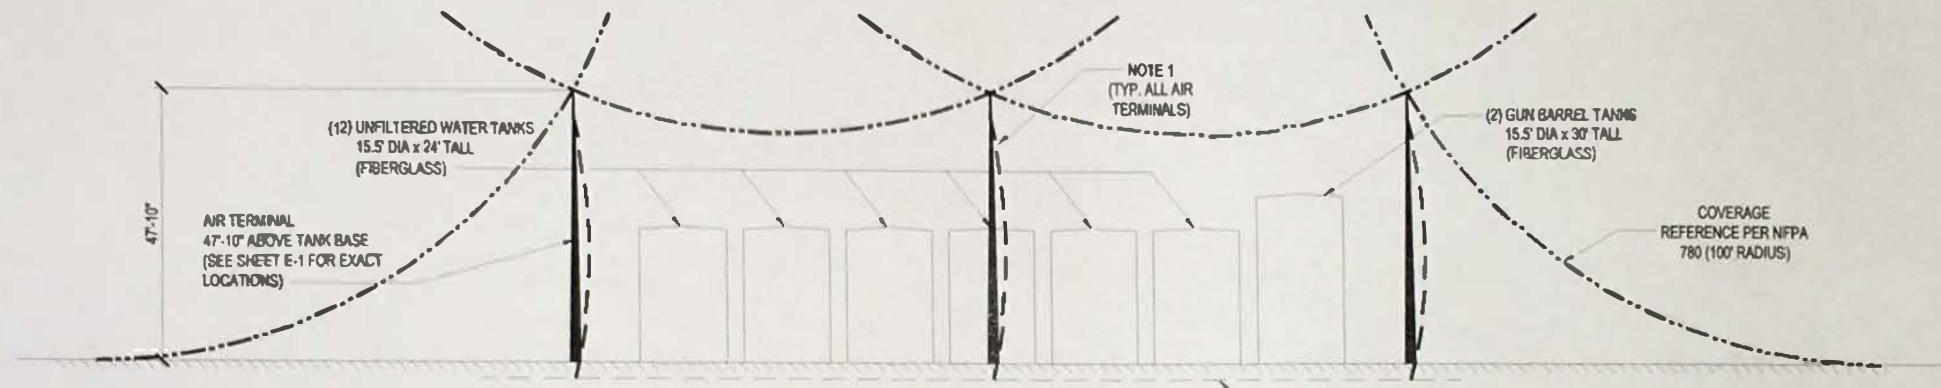 NOTE 1
(TYP. ALL AIR
TERMINALS)
(12) UNFILTERED WATER TANKS
15.5' DIA x 24' TALL
(FIBERGLASS)
(2) GUN BARREL TANKS
15.5' DIA x 30' TALL
(FIBERGLASS)
47'-10"
AIR TERMINAL
47'-10" ABOVE TANK BASE
(SEE SHEET E-1 FOR EXACT
LOCATIONS)
COVERAGE
REFERENCE PER NFPA
780 (100' RADIUS)